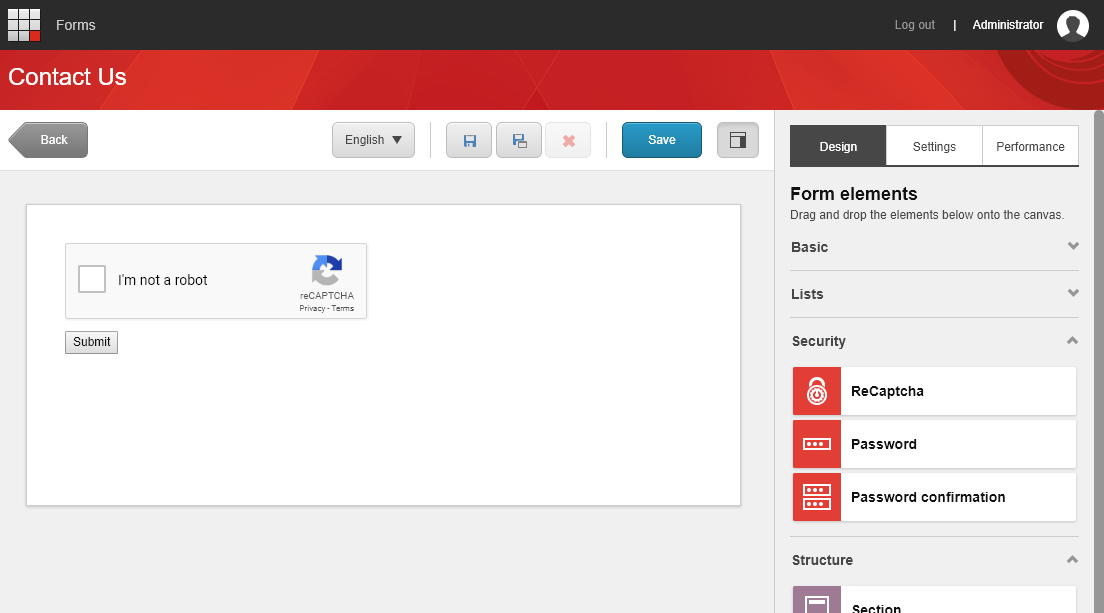 Forms
Log out | Administrator
Contact Us
Back
English
Save
Design
Settings
Performance
Form elements
Drag and drop the elements below onto the canvas.
Basic
Lists
Security
ReCaptcha
Password
Password confirmation
Structure
Section
I'm not a robot
reCAPTCHA
Privacy - Terms
Submit